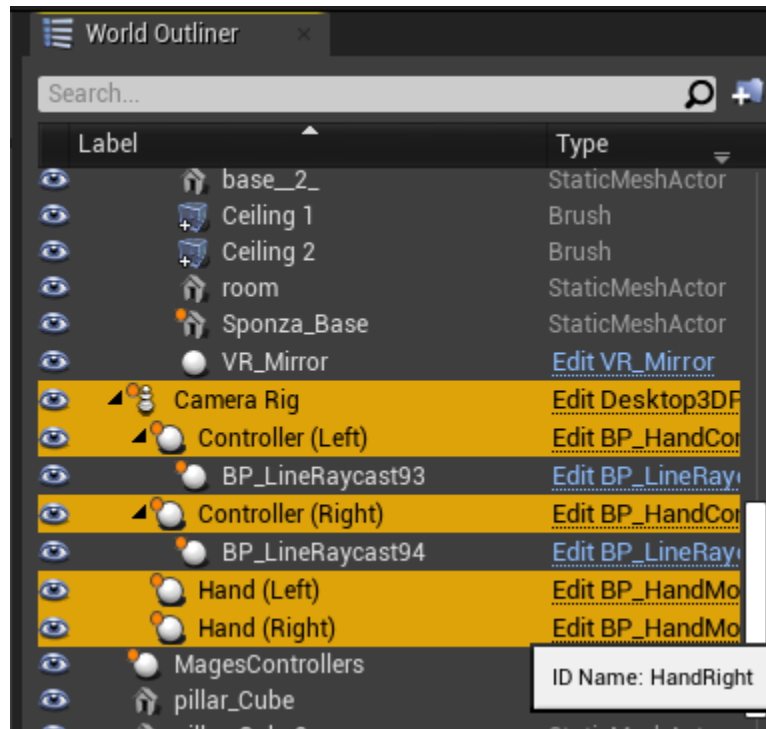 World Outliner
Search...
Label Type
base__2_ StaticMeshActor
Ceiling 1 Brush
Ceiling 2 Brush
room StaticMeshActor
Sponza_Base StaticMeshActor
VR_Mirror Edit VR_Mirror
Camera Rig Edit Desktop3DF
Controller (Left) Edit BP_HandCor
BP_LineRaycast93 Edit BP_LineRay
Controller (Right) Edit BP_HandCor
BP_LineRaycast94 Edit BP_LineRay
Hand (Left) Edit BP_HandMo
Hand (Right) Edit BP_HandMo
MagesControllers
ID Name: HandRight
pillar_Cube